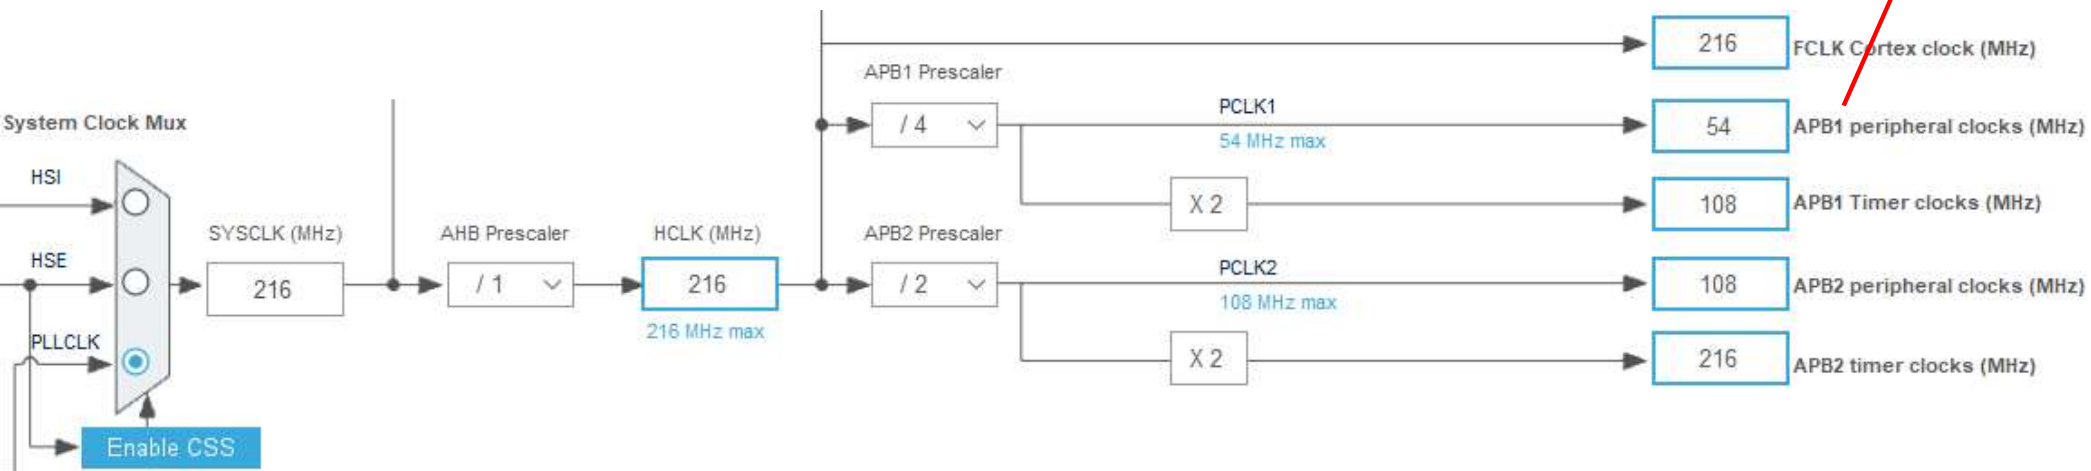 216
FCLK Cortex clock (MHz)
APB1 Prescaler
System Clock Mux
/ 4
PCLK1
54 MHz max
54
APB1 peripheral clocks (MHz)
HSI
X 2
108
APB1 Timer clocks (MHz)
SYSCLK (MHz)
AHB Prescaler
HCLK (MHz)
APB2 Prescaler
HSE
216
/ 1
216
216 MHz max
/ 2
PCLK2
108 MHz max
108
APB2 peripheral clocks (MHz)
PLLCLK
X 2
216
APB2 timer clocks (MHz)
Enable CSS